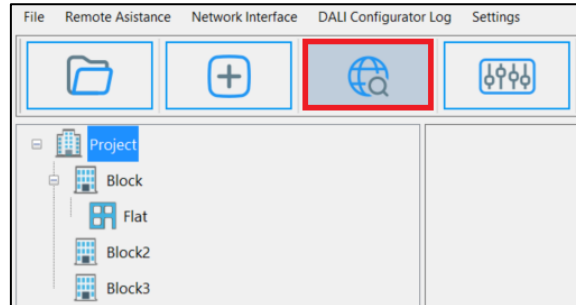 File Remote Asistance Network Interface DALI Configurator Log Settings
Project
Block
Flat
Block2
Block3